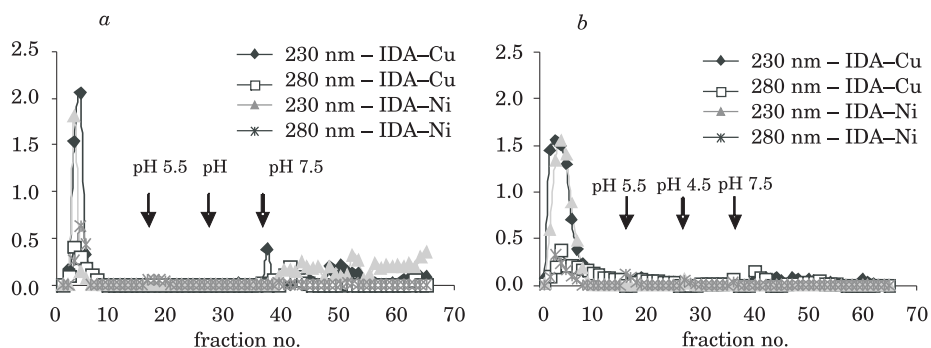 a
2.5
2.0
1.5
1.0
0.5
0.0
0 10 20 30 40 50 60 70
fraction no.
230 nm – IDA–Cu
280 nm – IDA–Cu
230 nm – IDA–Ni
280 nm – IDA–Ni
pH 5.5 pH pH 7.5
b
2.5
2.0
1.5
1.0
0.5
0.0
0 10 20 30 40 50 60 70
fraction no.
230 nm – IDA–Cu
280 nm – IDA–Cu
230 nm – IDA–Ni
280 nm – IDA–Ni
pH 5.5 pH 4.5 pH 7.5